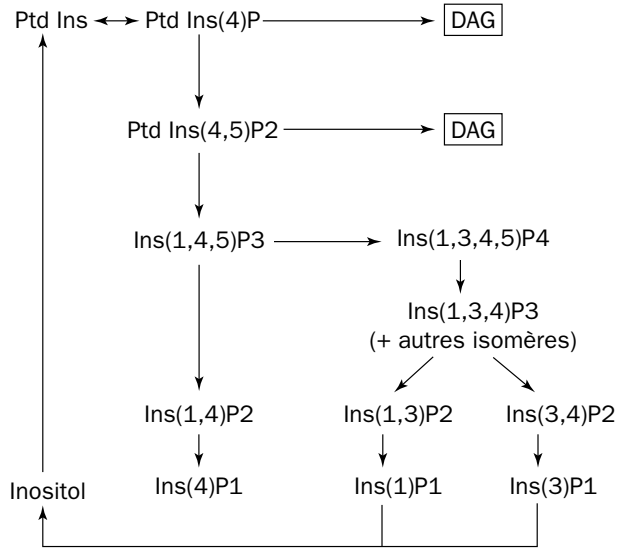 Ptd Ins
Ptd Ins(4)P
DAG
Ptd Ins(4,5)P2
DAG
Ins(1,4,5)P3
Ins(1,3,4,5)P4
Ins(1,3,4)P3
(+ autres isomères)
Ins(1,4)P2
Ins(1,3)P2
Ins(3,4)P2
Inositol
Ins(4)P1
Ins(1)P1
Ins(3)P1